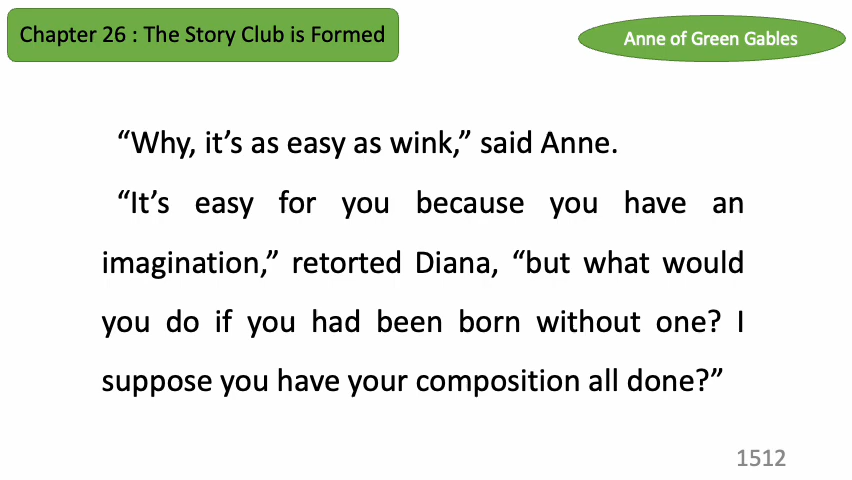 Chapter 26 : The Story Club is Formed
Anne of Green Gables
“Why, it’s as easy as wink,” said Anne.
“It’s easy for you because you have an
imagination,” retorted Diana, “but what would
you do if you had been born without one? I
suppose you have your composition all done?”
1512